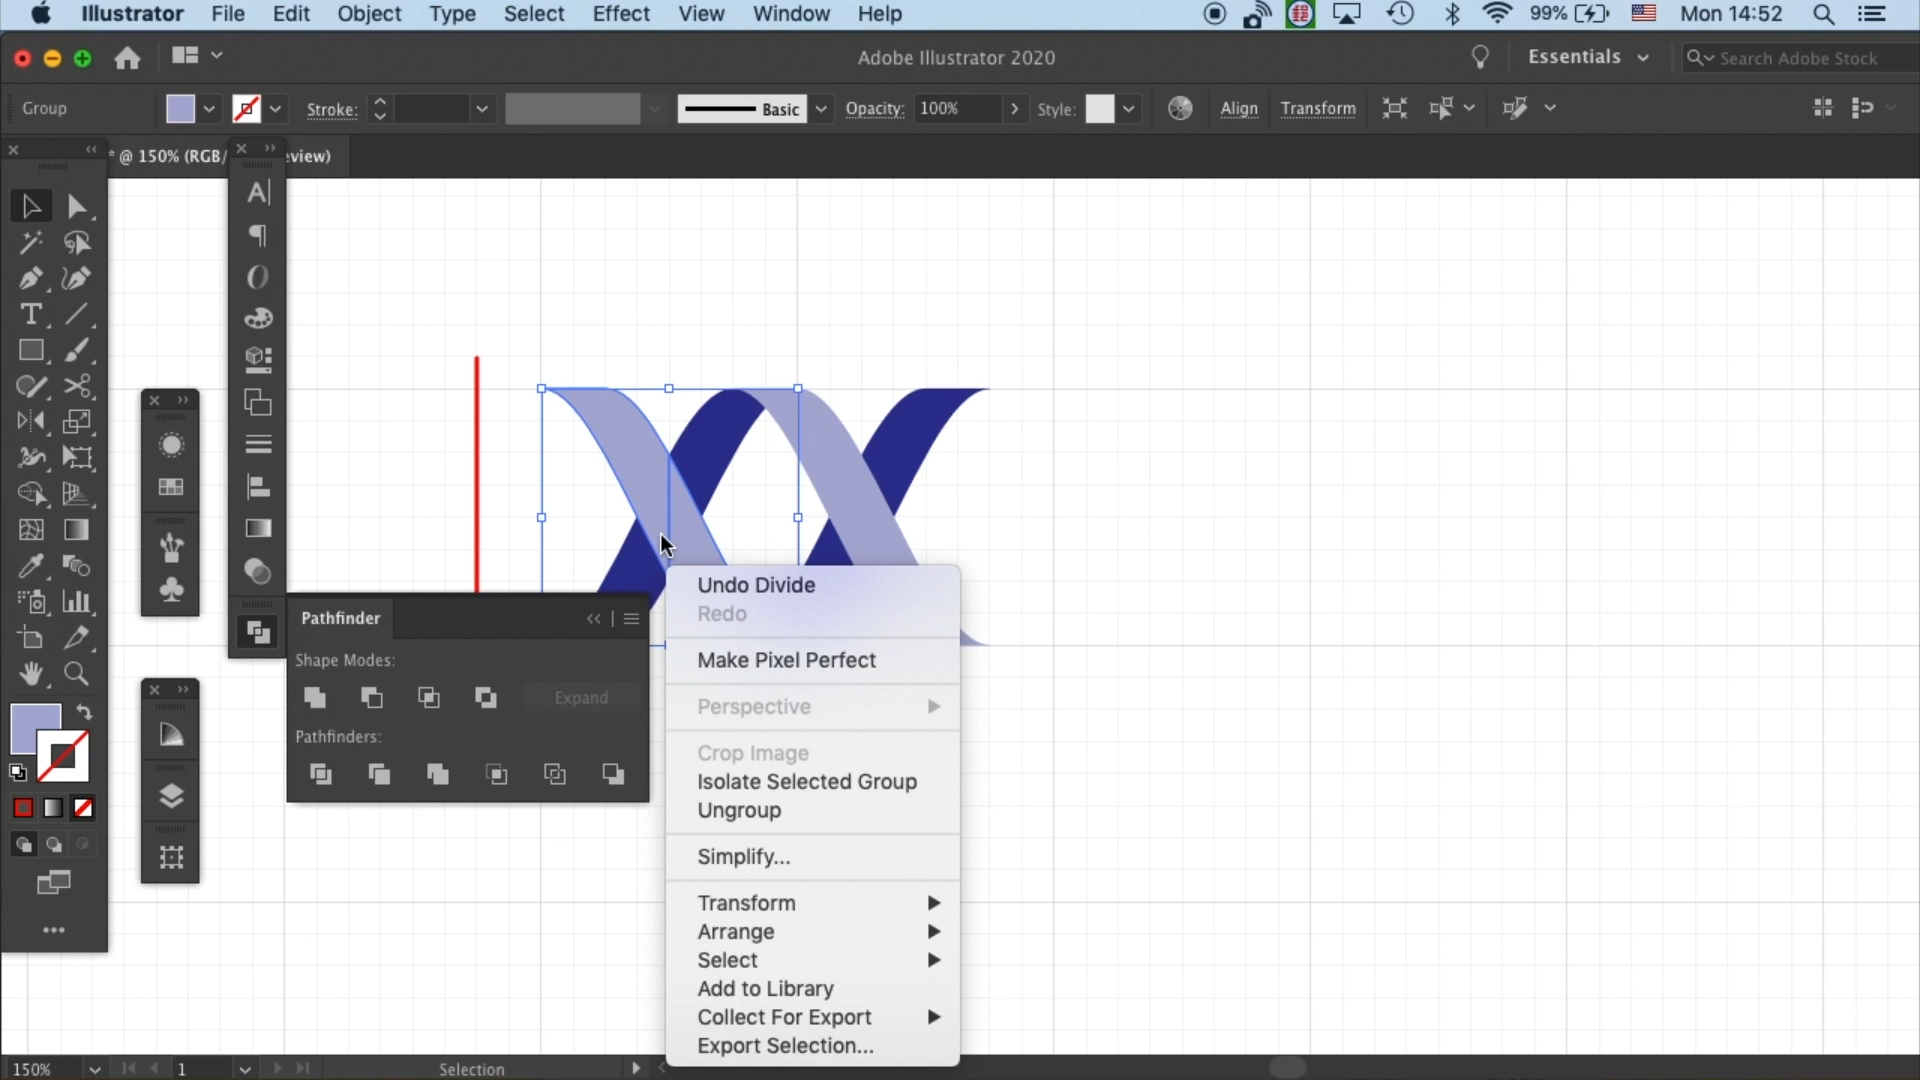 Illustrator File Edit Object Type Select Effect View Window Help 99% Mon 14:52
Adobe Illustrator 2020 Essentials Search Adobe Stock
Group Stroke: Basic Opacity: 100% Style: Align Transform
* @ 150% (RGB/ eview)
Undo Divide
Redo
Make Pixel Perfect
Perspective
Crop Image
Isolate Selected Group
Ungroup
Simplify...
Transform
Arrange
Select
Add to Library
Collect For Export
Export Selection...
Pathfinder
Shape Modes:
Expand
Pathfinders:
150% 1 Selection